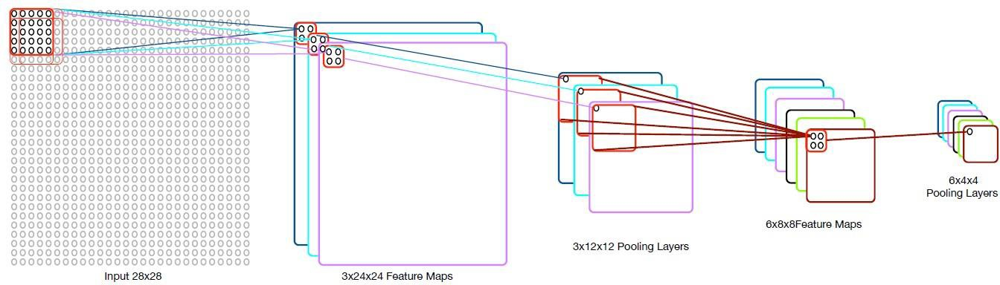 Input 28x28
3x24x24 Feature Maps
3x12x12 Pooling Layers
6x8x8Feature Maps
6x4x4
Pooling Layers